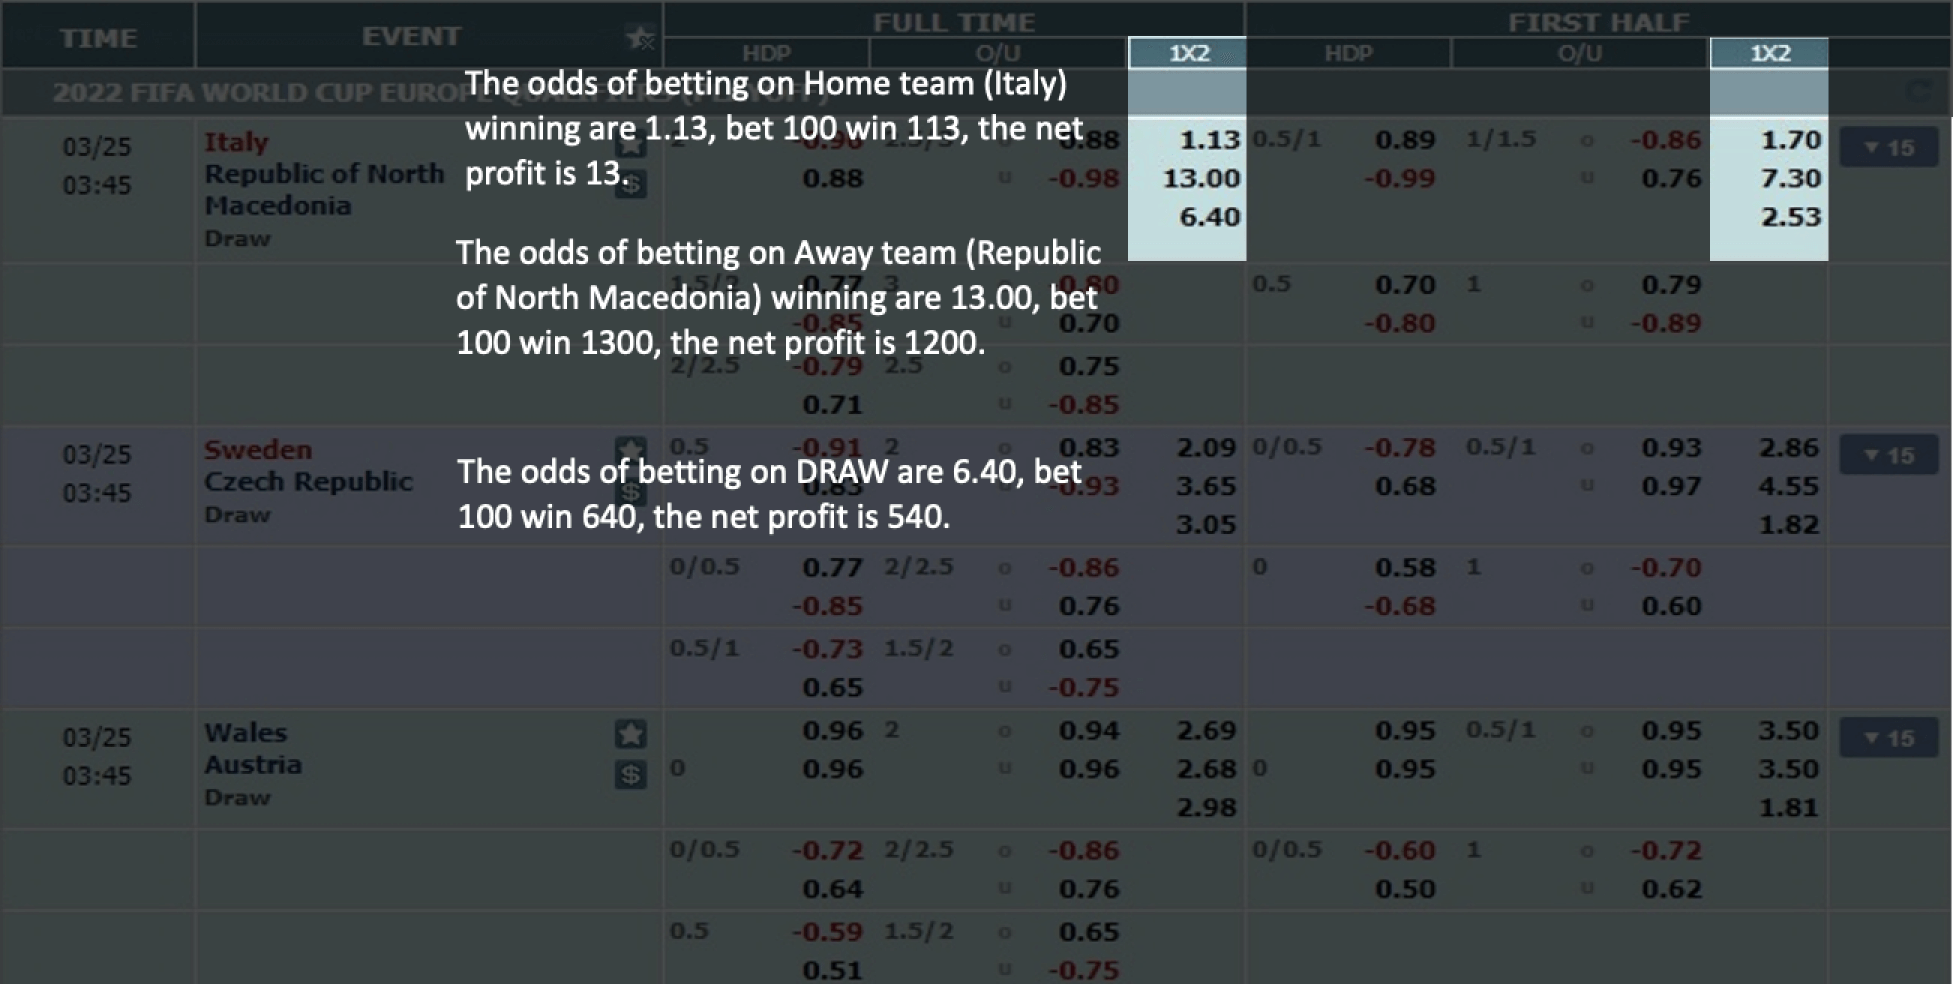 TIME EVENT FULL TIME FIRST HALF
HDP O/U 1X2 HDP O/U 1X2
2022 FIFA WORLD CUP EUROPE QUALIFIERS
The odds of betting on Home team (Italy)
winning are 1.13, bet 100 win 113, the net
profit is 13.
The odds of betting on Away team (Republic
of North Macedonia) winning are 13.00, bet
100 win 1300, the net profit is 1200.
The odds of betting on DRAW are 6.40, bet
100 win 640, the net profit is 540.
03/25 Italy 2 -0.96 o 0.88 1.13 0.5/1 0.89 1/1.5 o -0.86 1.70 ▼ 15
03:45 Republic of North 0.88 u -0.98 13.00 -0.99 u 0.76 7.30
Macedonia 6.40 2.53
Draw
1.5/2 0.77 3 -0.80 0.5 0.70 1 o 0.79
-0.85 u 0.70 -0.80 u -0.89
2/2.5 -0.79 2.5 o 0.75
0.71 u -0.85
03/25 Sweden 0.5 -0.91 2 o 0.83 2.09 0/0.5 -0.78 0.5/1 o 0.93 2.86 ▼ 15
03:45 Czech Republic $ 0.83 u -0.93 3.65 0.68 u 0.97 4.55
Draw 3.05 1.82
0/0.5 0.77 2/2.5 o -0.86 0 0.58 1 o -0.70
-0.85 u 0.76 -0.68 u 0.60
0.5/1 -0.73 1.5/2 o 0.65
0.65 u -0.75
03/25 Wales 0.96 2 o 0.94 2.69 0.95 0.5/1 o 0.95 3.50 ▼ 15
03:45 Austria $ 0 0.96 u 0.96 2.68 0 0.95 u 0.95 3.50
Draw 2.98 1.81
0/0.5 -0.72 2/2.5 o -0.86 0/0.5 -0.60 1 o -0.72
0.64 u 0.76 0.50 u 0.62
0.5 -0.59 1.5/2 o 0.65
0.51 u -0.75